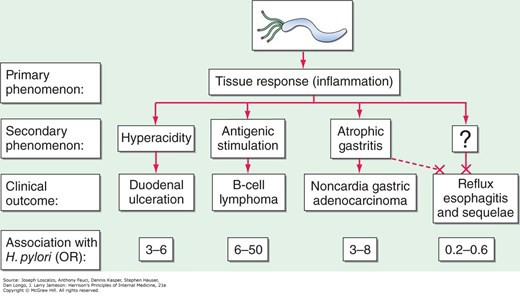 Primary
phenomenon:
Tissue response (inflammation)
Secondary
phenomenon:
Hyperacidity
Antigenic
stimulation
Atrophic
gastritis
?
Clinical
outcome:
Duodenal
ulceration
B-cell
lymphoma
Noncardia gastric
adenocarcinoma
Reflux
esophagitis
and sequelae
Association with
H. pylori (OR):
3–6
6–50
3–8
0.2–0.6
Source: Joseph Loscalzo, Anthony Fauci, Dennis Kasper, Stephen Hauser,
Dan Longo, J. Larry Jameson: Harrison's Principles of Internal Medicine, 21e
Copyright © McGraw Hill. All rights reserved.